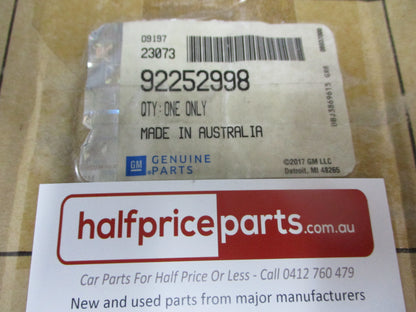 09197
23073
92252998
QTY: ONE ONLY
MADE IN AUSTRALIA
GM GENUINE
PARTS
©2017 GM LLC
Detroit, MI 48265
halfpriceparts.com.au
Car Parts For Half Price Or Less - Call 0412 760 479
New and used parts from major manufacturers